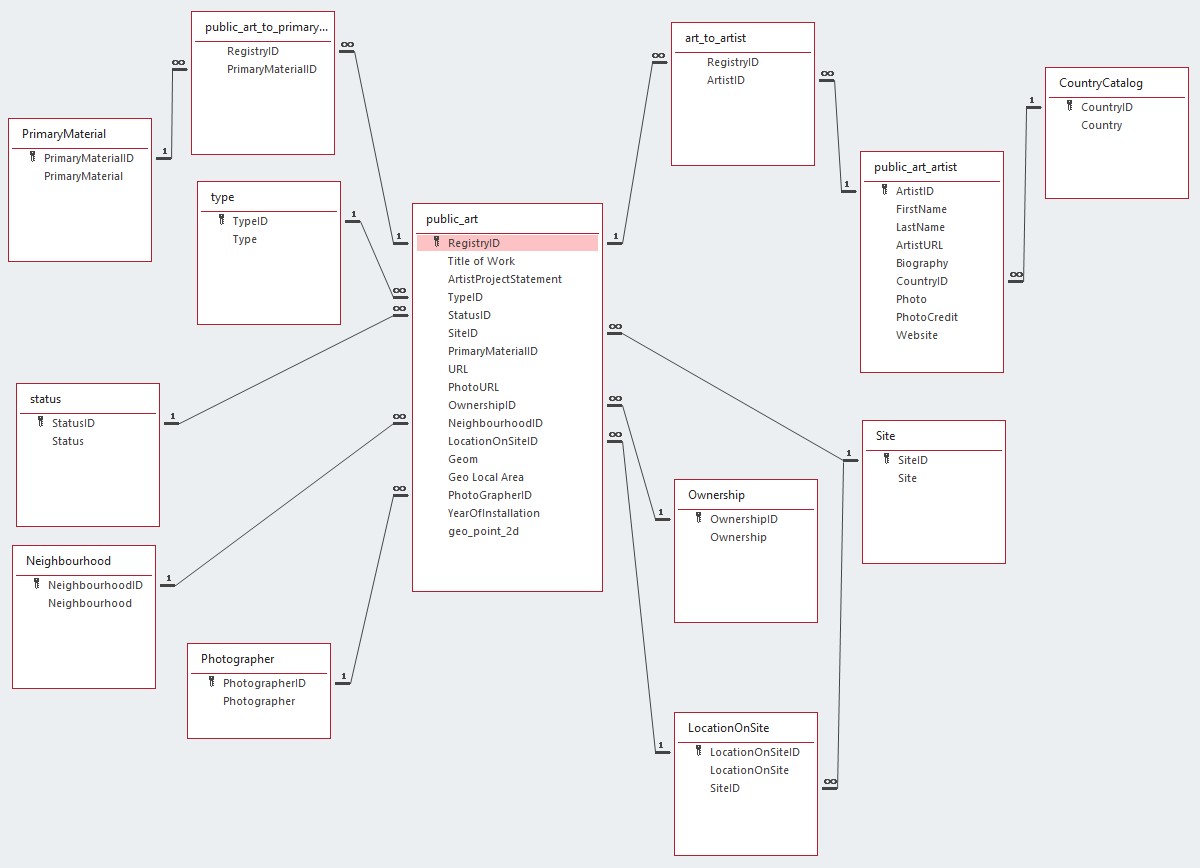 public_art_to_primary...
RegistryID
PrimaryMaterialID
PrimaryMaterial
PrimaryMaterialID
PrimaryMaterial
type
TypeID
Type
status
StatusID
Status
Neighbourhood
NeighbourhoodID
Neighbourhood
Photographer
PhotographerID
Photographer
public_art
RegistryID
Title of Work
ArtistProjectStatement
TypeID
StatusID
SiteID
PrimaryMaterialID
URL
PhotoURL
OwnershipID
NeighbourhoodID
LocationOnSiteID
Geom
Geo Local Area
PhotoGrapherID
YearOfInstallation
geo_point_2d
art_to_artist
RegistryID
ArtistID
public_art_artist
ArtistID
FirstName
LastName
ArtistURL
Biography
CountryID
Photo
PhotoCredit
Website
CountryCatalog
CountryID
Country
Site
SiteID
Site
Ownership
OwnershipID
Ownership
LocationOnSite
LocationOnSiteID
LocationOnSite
SiteID
∞
∞
1
1
1
∞
∞
1
∞
1
∞
1
∞
1
1
∞
1
∞
1
∞
∞
∞
1
1
1
∞